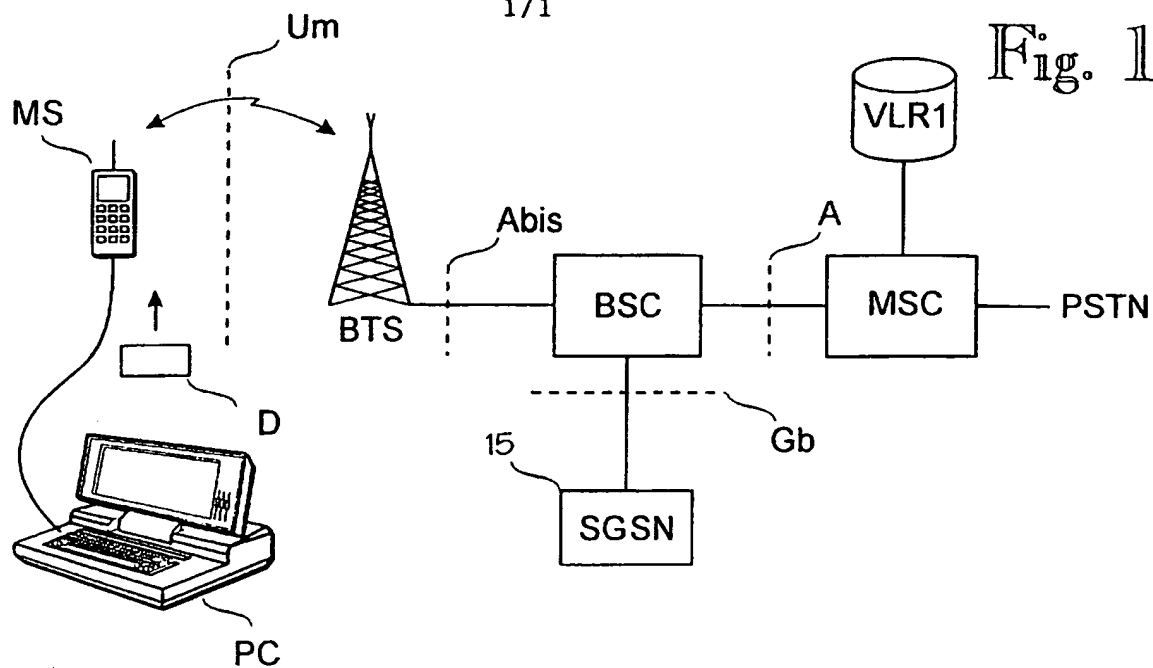 1/1
Um
Fig. 1
MS
VLR1
Abis
A
BTS
BSC
MSC
PSTN
D
Gb
15
SGSN
PC